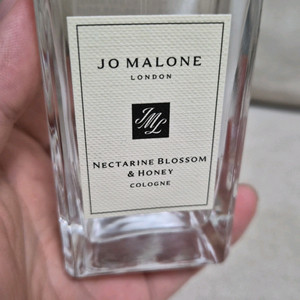 JO MALONE
LONDON
JML
NECTARINE BLOSSOM
& HONEY
COLOGNE